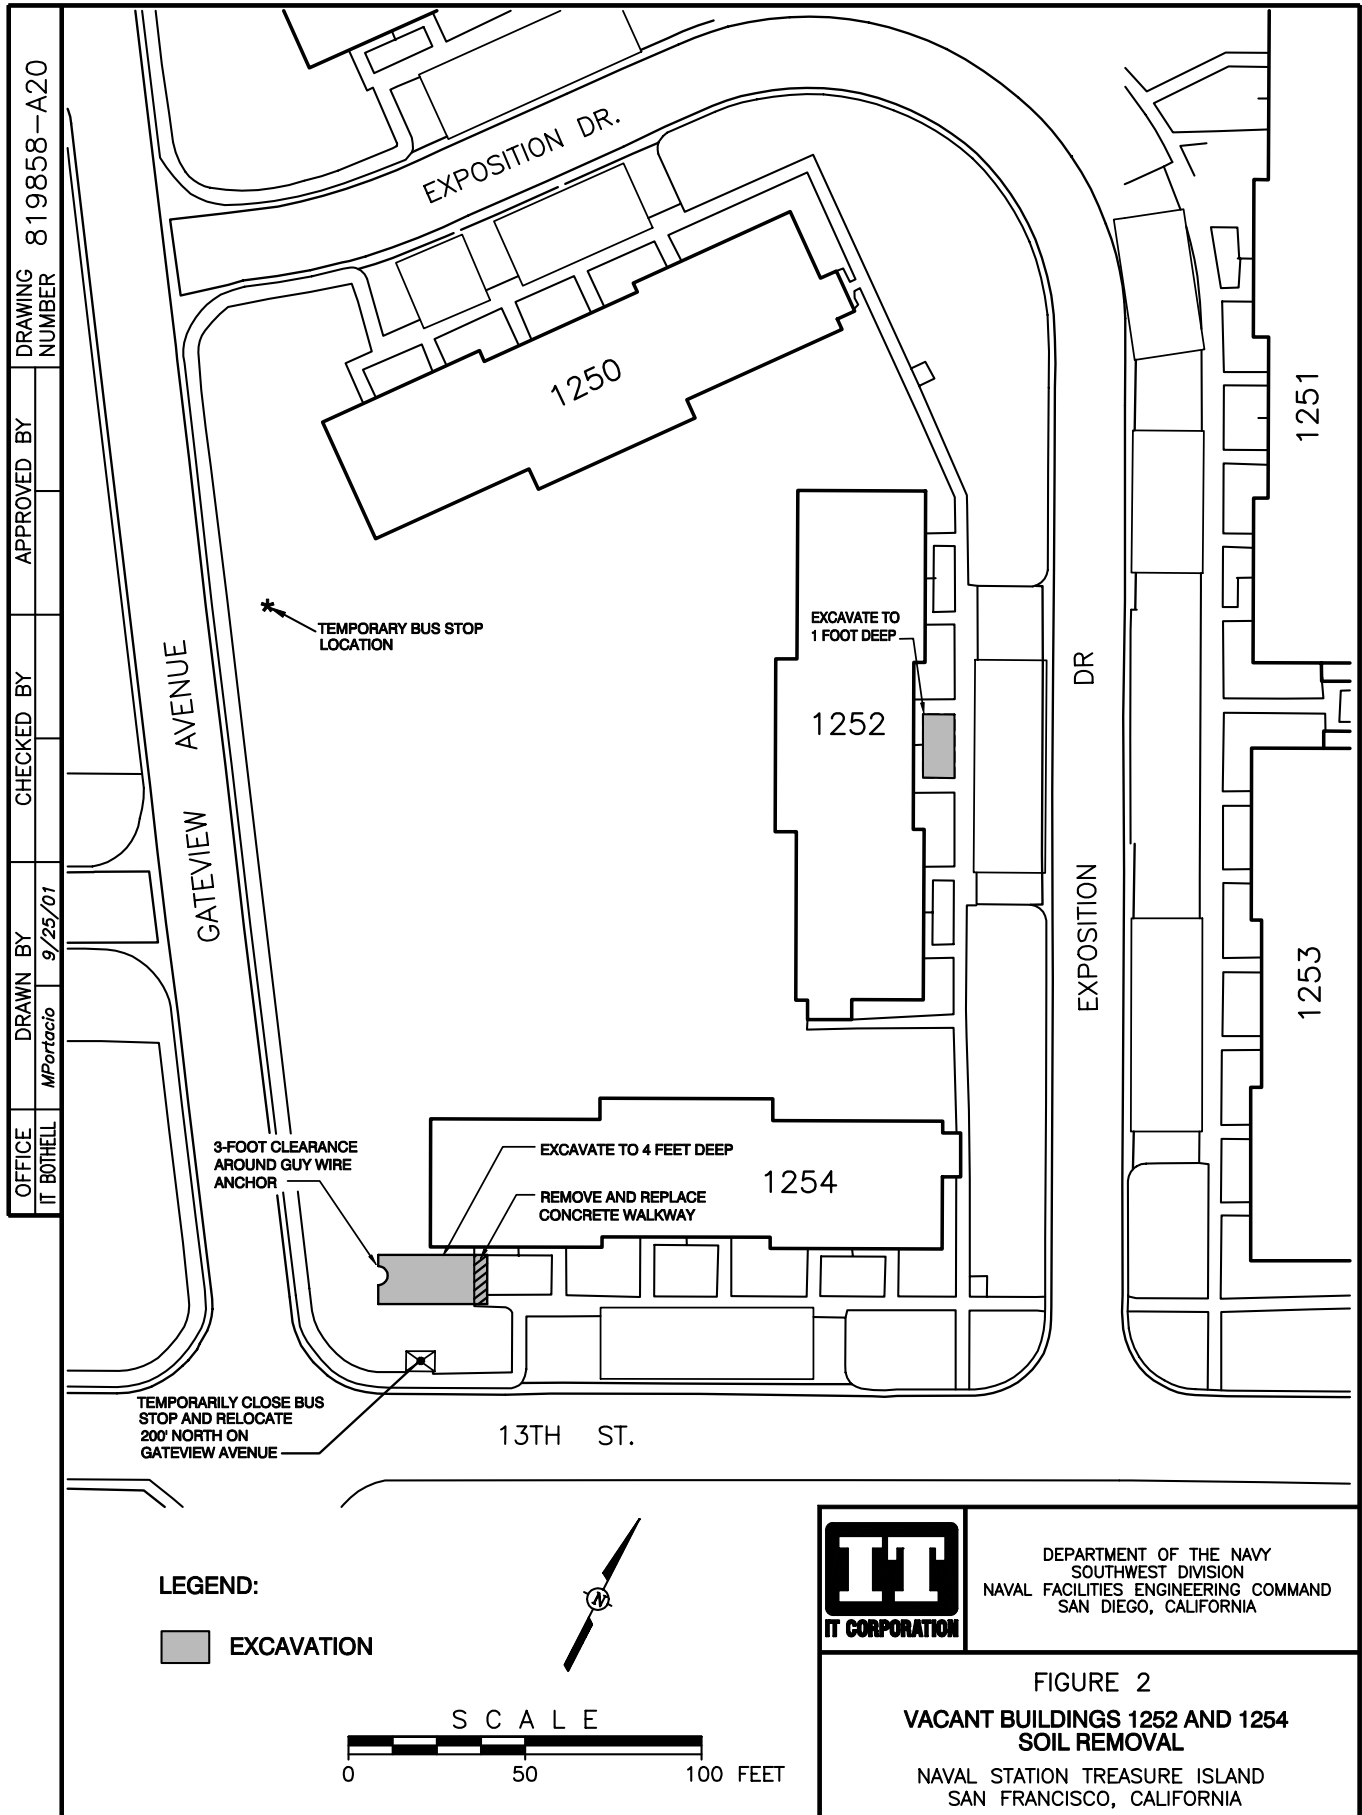 DRAWING
NUMBER
819858-A20
APPROVED BY
CHECKED BY
DRAWN BY
9/25/01
MPortacio
OFFICE
IT BOTHELL
EXPOSITION DR.
1250
1251
TEMPORARY BUS STOP
LOCATION
EXCAVATE TO
1 FOOT DEEP
1252
GATEVIEW AVENUE
EXPOSITION DR
1253
3-FOOT CLEARANCE
AROUND GUY WIRE
ANCHOR
EXCAVATE TO 4 FEET DEEP
1254
REMOVE AND REPLACE
CONCRETE WALKWAY
TEMPORARILY CLOSE BUS
STOP AND RELOCATE
200' NORTH ON
GATEVIEW AVENUE
13TH ST.
LEGEND:
EXCAVATION
N
SCALE
0 50 100 FEET
IT
IT CORPORATION
DEPARTMENT OF THE NAVY
SOUTHWEST DIVISION
NAVAL FACILITIES ENGINEERING COMMAND
SAN DIEGO, CALIFORNIA
FIGURE 2
VACANT BUILDINGS 1252 AND 1254
SOIL REMOVAL
NAVAL STATION TREASURE ISLAND
SAN FRANCISCO, CALIFORNIA